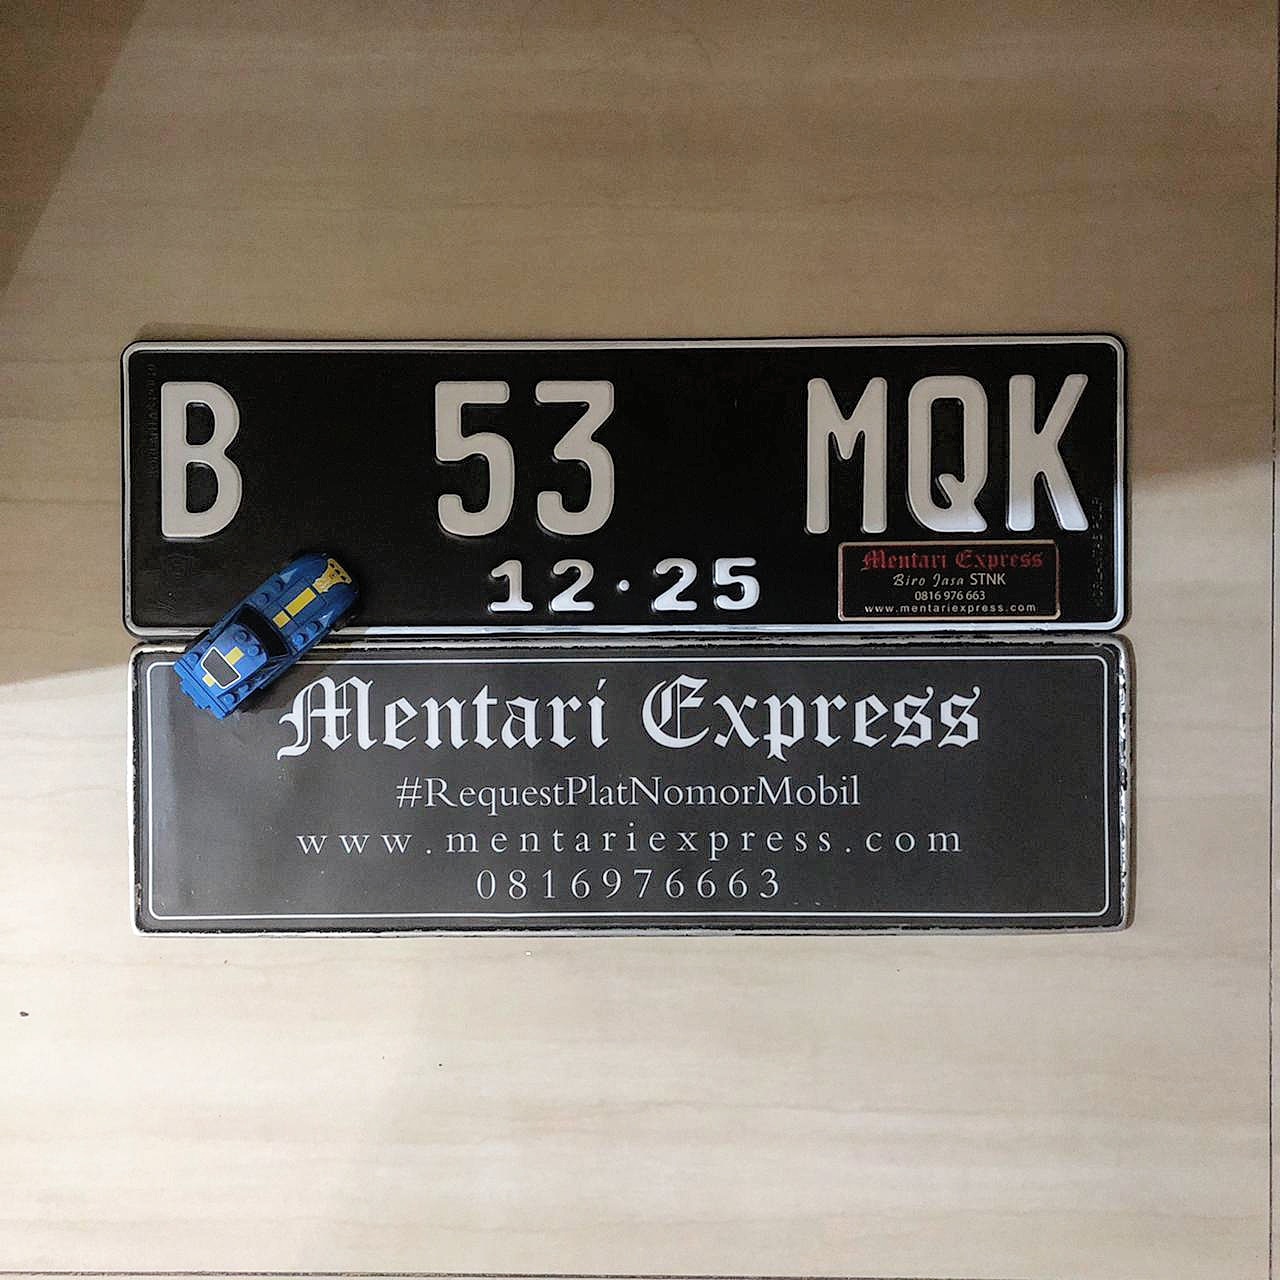 B 53 MQK
12·25
Mentari Express
Biro Jasa STNK
0816 976 663
www.mentariexpress.com
Mentari Express
#RequestPlatNomorMobil
www.mentariexpress.com
0816976663